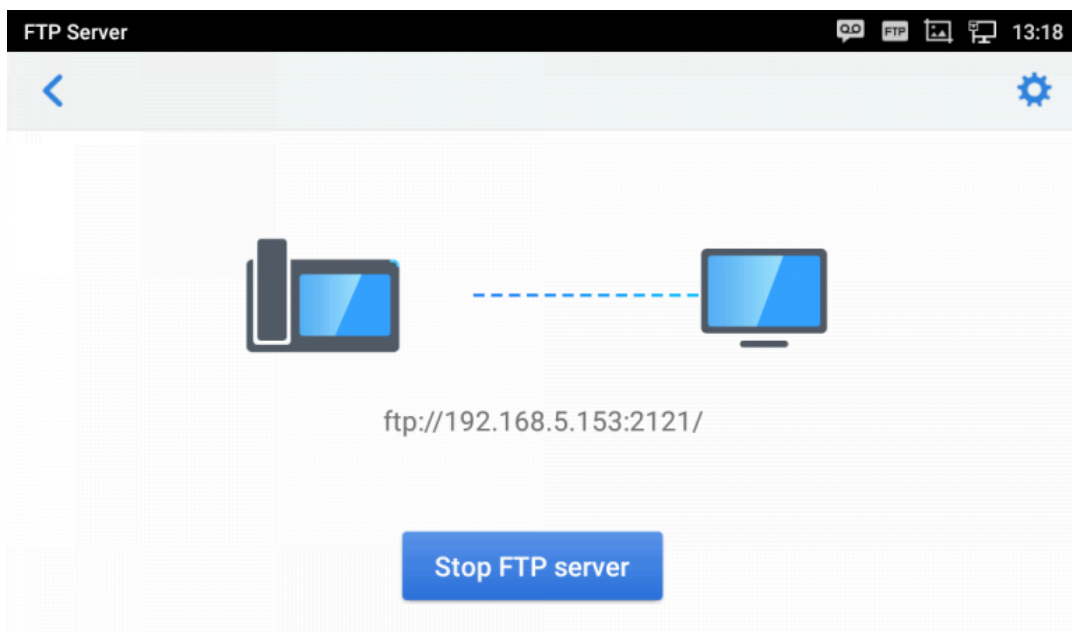 FTP Server
FTP
13:18
ftp://192.168.5.153:2121/
Stop FTP server